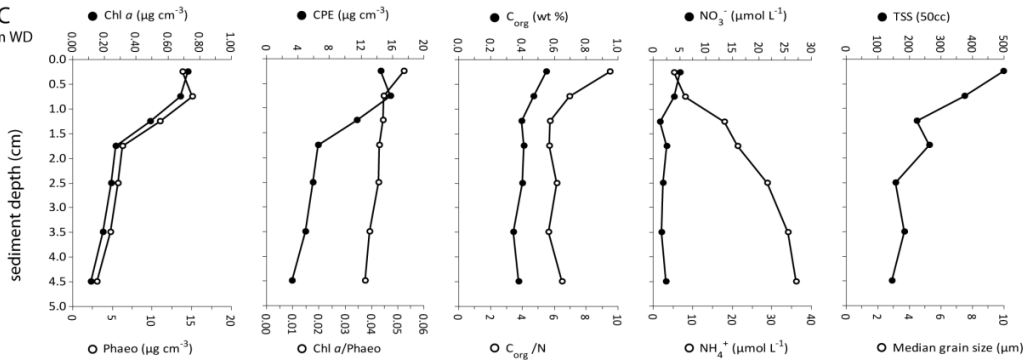 C
m WD
Chl a (µg cm⁻³)
CPE (µg cm⁻³)
C org (wt %)
NO₃⁻ (µmol L⁻¹)
TSS (50cc)
0.00 0.20 0.40 0.60 0.80 1.00
0 4 8 12 16 20
0.0 0.2 0.4 0.6 0.8 1.0
0 5 10 15 20 25 30
0 100 200 300 400 500
sediment depth (cm)
0.0
0.5
1.0
1.5
2.0
2.5
3.5
4.5
5.0
0 5 10 15 20
0.00 0.01 0.02 0.03 0.04 0.05 0.06
0 2 4 6 8 10
0 10 20 30 40
0 2 4 6 8 10
Phaeo (µg cm⁻³)
Chl a/Phaeo
C org /N
NH₄⁺ (µmol L⁻¹)
Median grain size (µm)